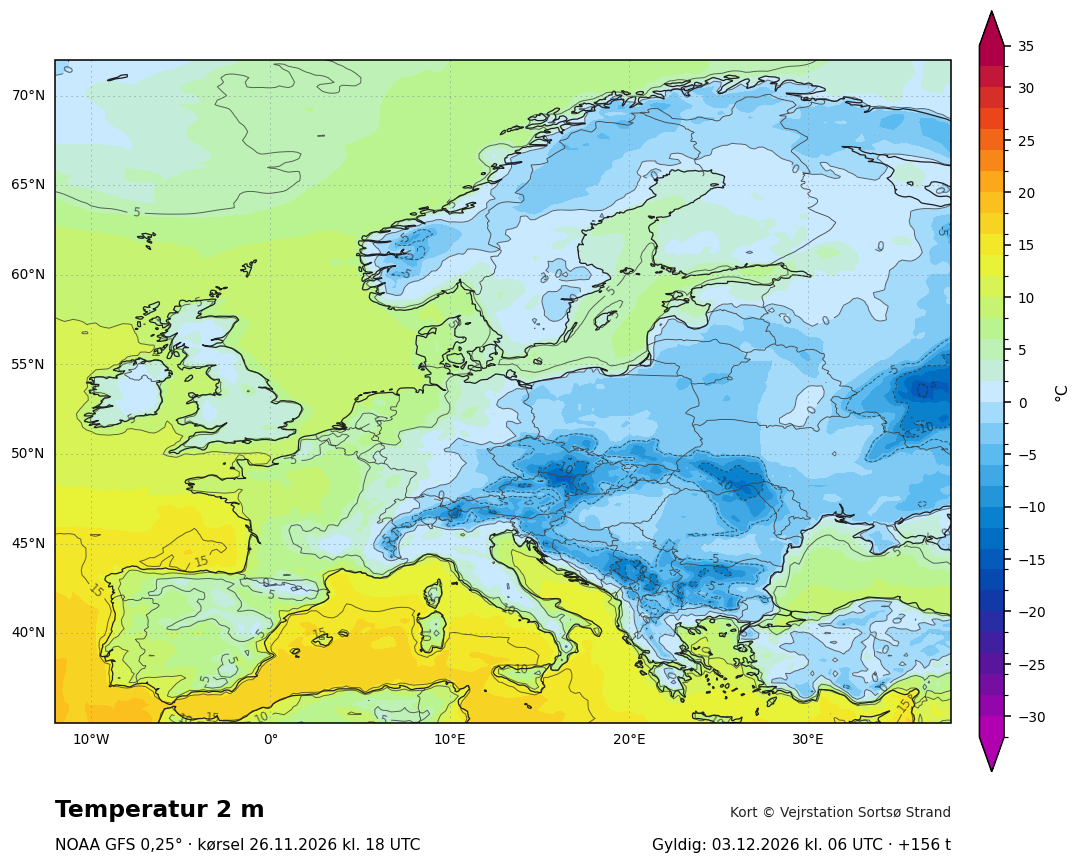 35
30
25
20
15
10
5
0
−5
−10
−15
−20
−25
−30
°C
70°N
65°N
60°N
55°N
50°N
45°N
40°N
10°W
0°
10°E
20°E
30°E
Temperatur 2 m
Kort © Vejrstation Sortsø Strand
NOAA GFS 0,25° · kørsel 26.11.2026 kl. 18 UTC
Gyldig: 03.12.2026 kl. 06 UTC · +156 t